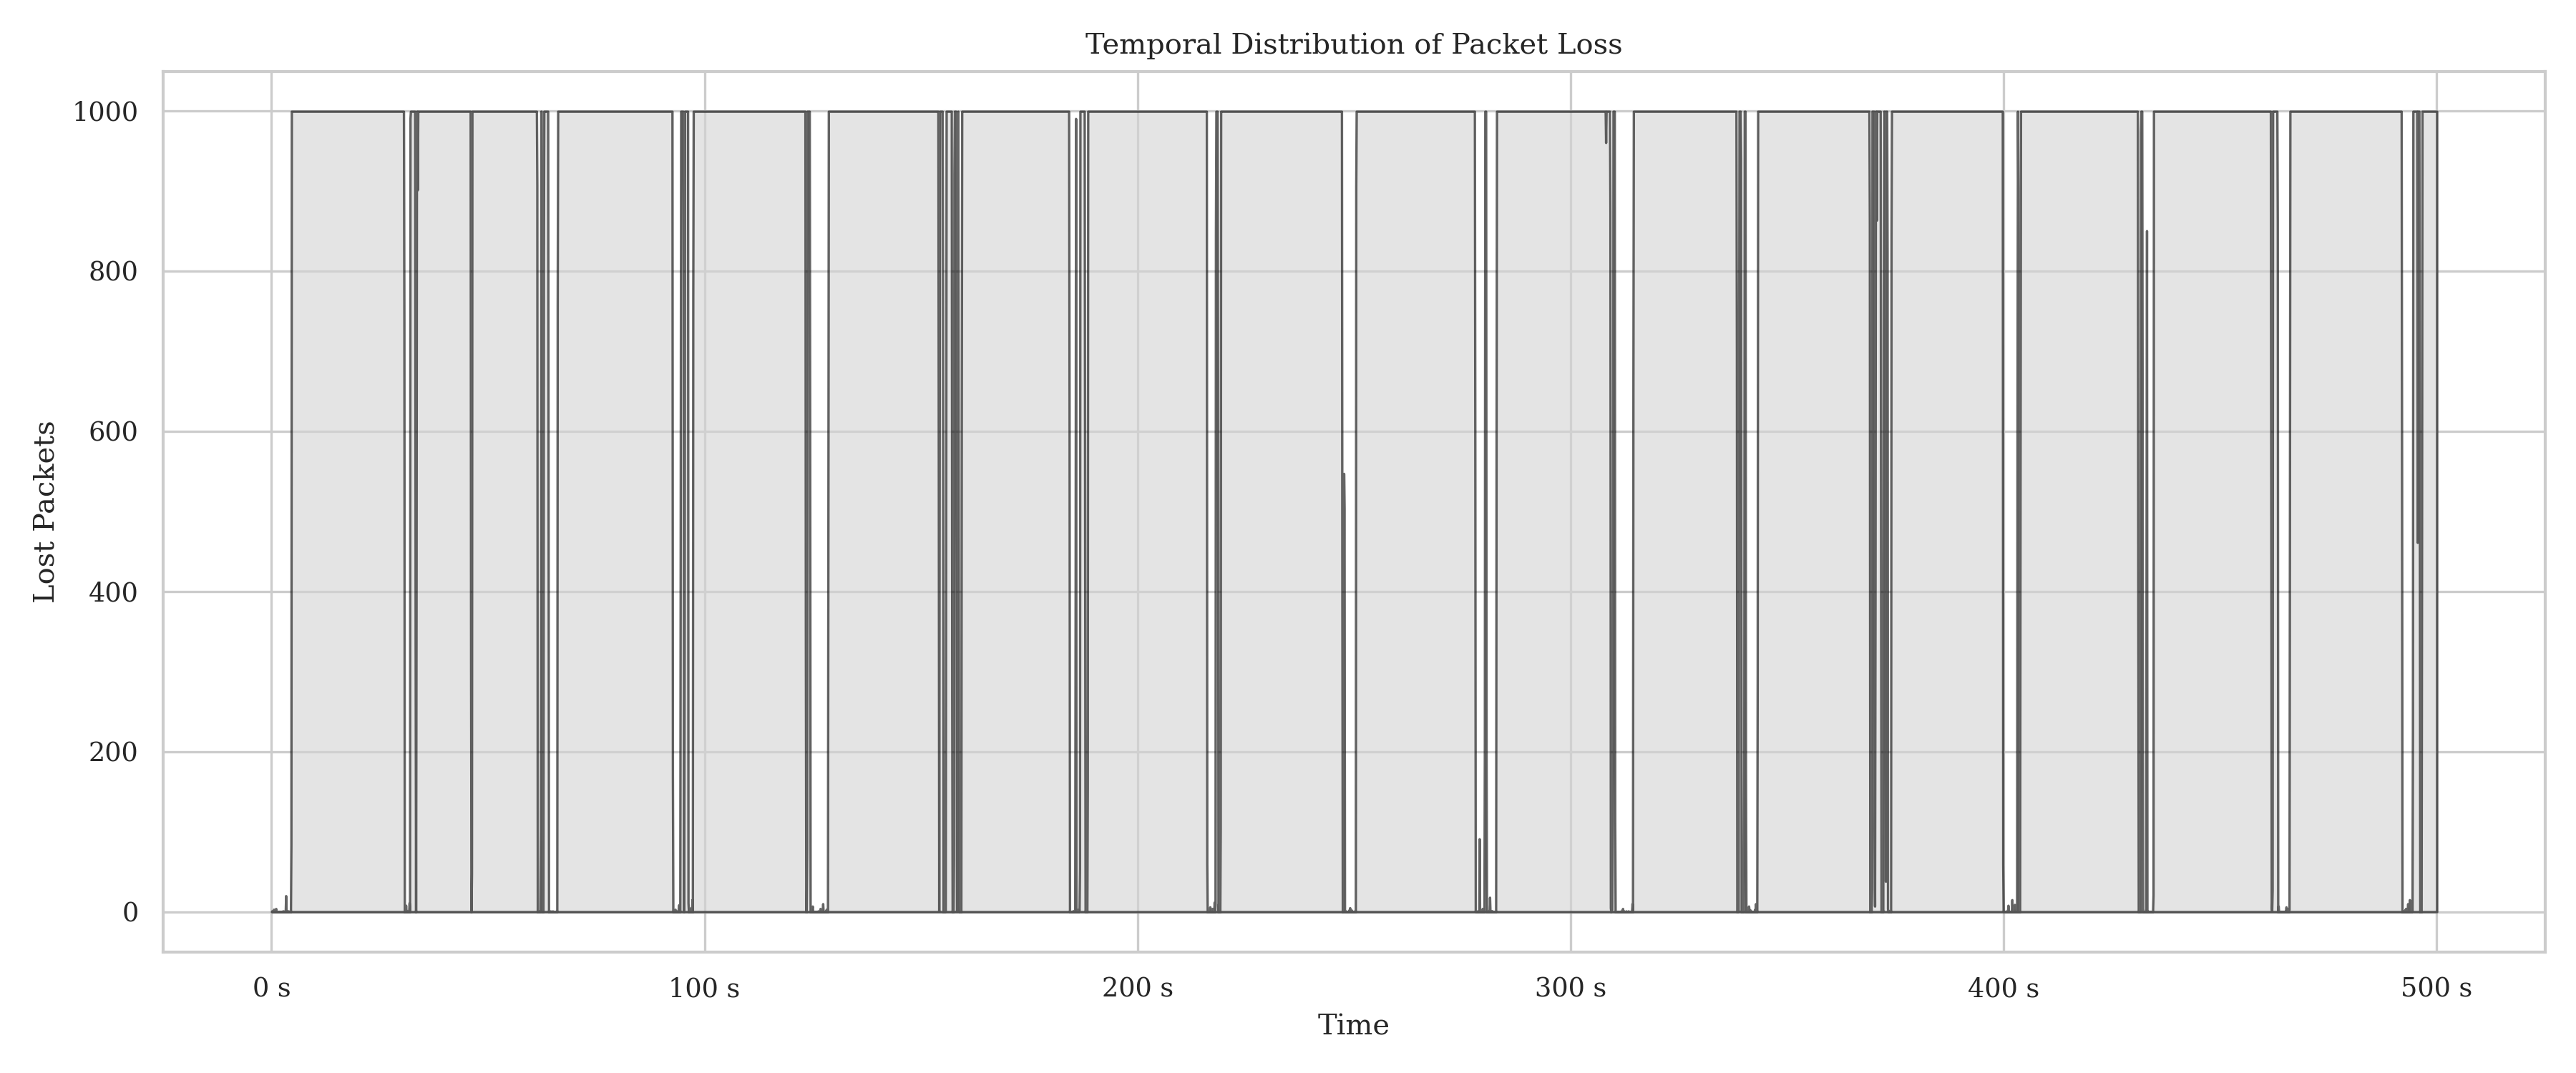 Temporal Distribution of Packet Loss
1000
800
600
400
200
0
Lost Packets
0 s
100 s
200 s
300 s
400 s
500 s
Time